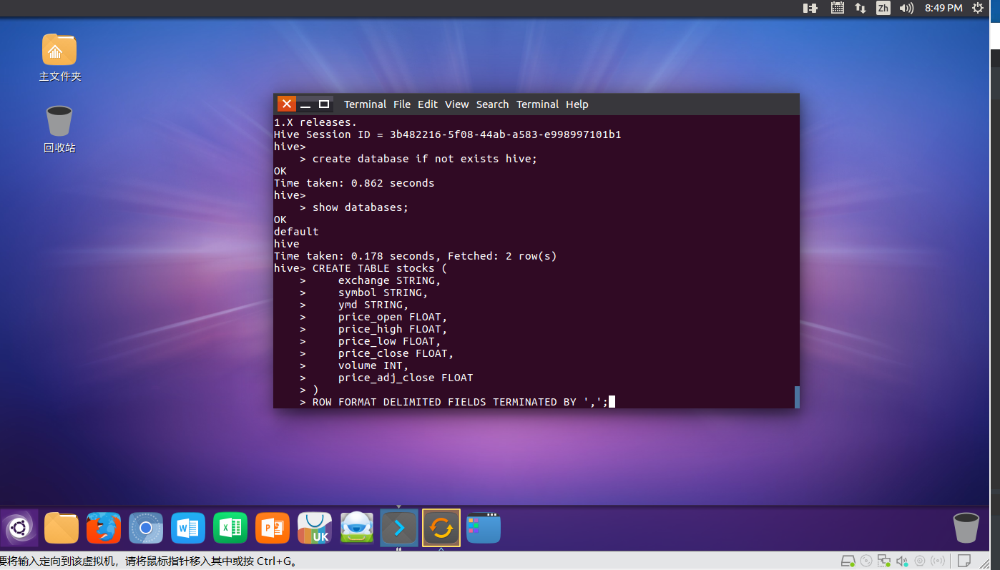 Zh 8:49 PM
主文件夹
回收站
Terminal File Edit View Search Terminal Help
1.X releases.
Hive Session ID = 3b482216-5f08-44ab-a583-e998997101b1
hive>
    > create database if not exists hive;
OK
Time taken: 0.862 seconds
hive>
    > show databases;
OK
default
hive
Time taken: 0.178 seconds, Fetched: 2 row(s)
hive> CREATE TABLE stocks (
    >     exchange STRING,
    >     symbol STRING,
    >     ymd STRING,
    >     price_open FLOAT,
    >     price_high FLOAT,
    >     price_low FLOAT,
    >     price_close FLOAT,
    >     volume INT,
    >     price_adj_close FLOAT
    > )
    > ROW FORMAT DELIMITED FIELDS TERMINATED BY ',';
W X P UK
要将输入定向到该虚拟机，请将鼠标指针移入其中或按 Ctrl+G。